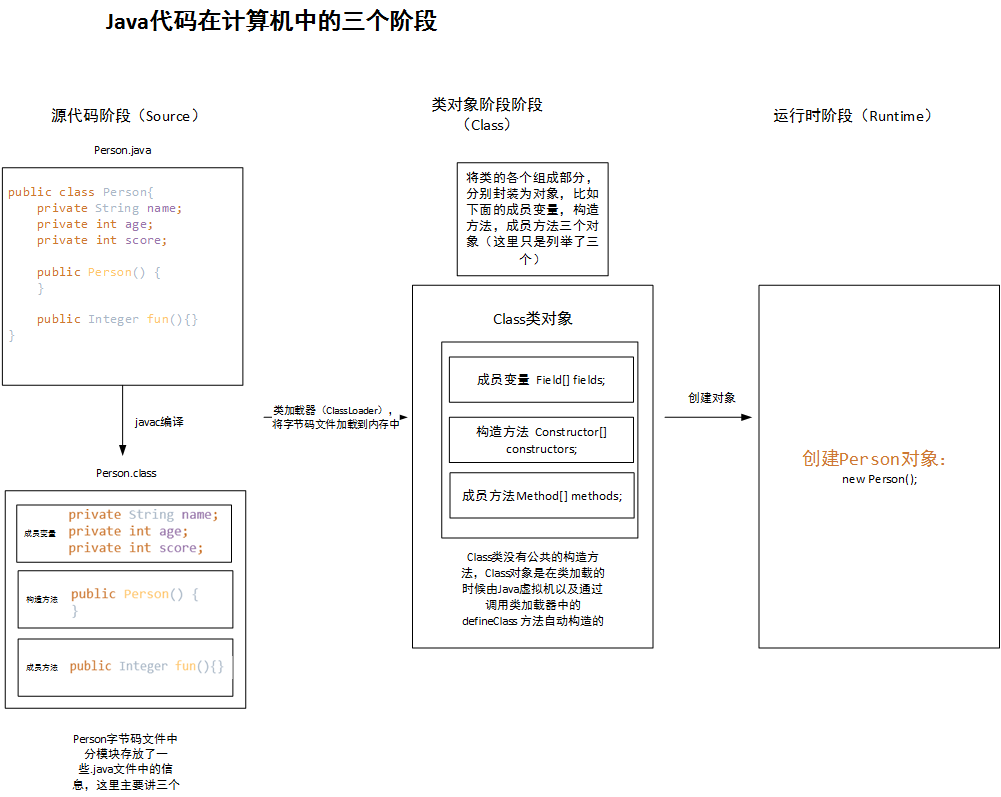 Java代码在计算机中的三个阶段
源代码阶段（Source）
Person.java
public class Person{
private String name;
private int age;
private int score;
public Person() {
}
public Integer fun(){}
}
javac编译
Person.class
成员变量
private String name;
private int age;
private int score;
构造方法
public Person() {
}
成员方法
public Integer fun(){}
Person字节码文件中
分模块存放了一
些.java文件中的信
息，这里主要讲三个
类加载器（ClassLoader），
将字节码文件加载到内存中
类对象阶段阶段
（Class）
将类的各个组成部分，
分别封装为对象，比如
下面的成员变量，构造
方法，成员方法三个对
象（这里只是列举了三
个）
Class类对象
成员变量 Field[] fields;
构造方法 Constructor[]
constructors;
成员方法Method[] methods;
Class类没有公共的构造方
法，Class对象是在类加载的
时候由Java虚拟机以及通过
调用类加载器中的
defineClass 方法自动构造的
创建对象
运行时阶段（Runtime）
创建Person对象：
new Person();